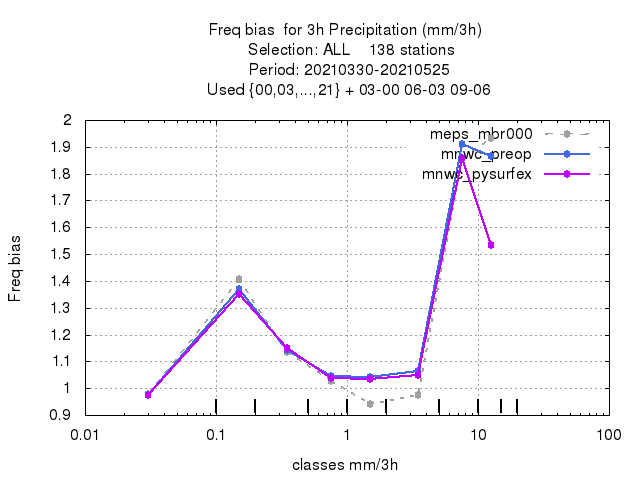 Freq bias  for 3h Precipitation (mm/3h)
Selection: ALL    138 stations
Period: 20210330-20210525
Used {00,03,...,21} + 03-00 06-03 09-06
meps_mbr000
mnwc_preop
mnwc_pysurfex
2
1.9
1.8
1.7
1.6
1.5
1.4
1.3
1.2
1.1
1
0.9
Freq bias
0.01
0.1
1
10
100
classes mm/3h